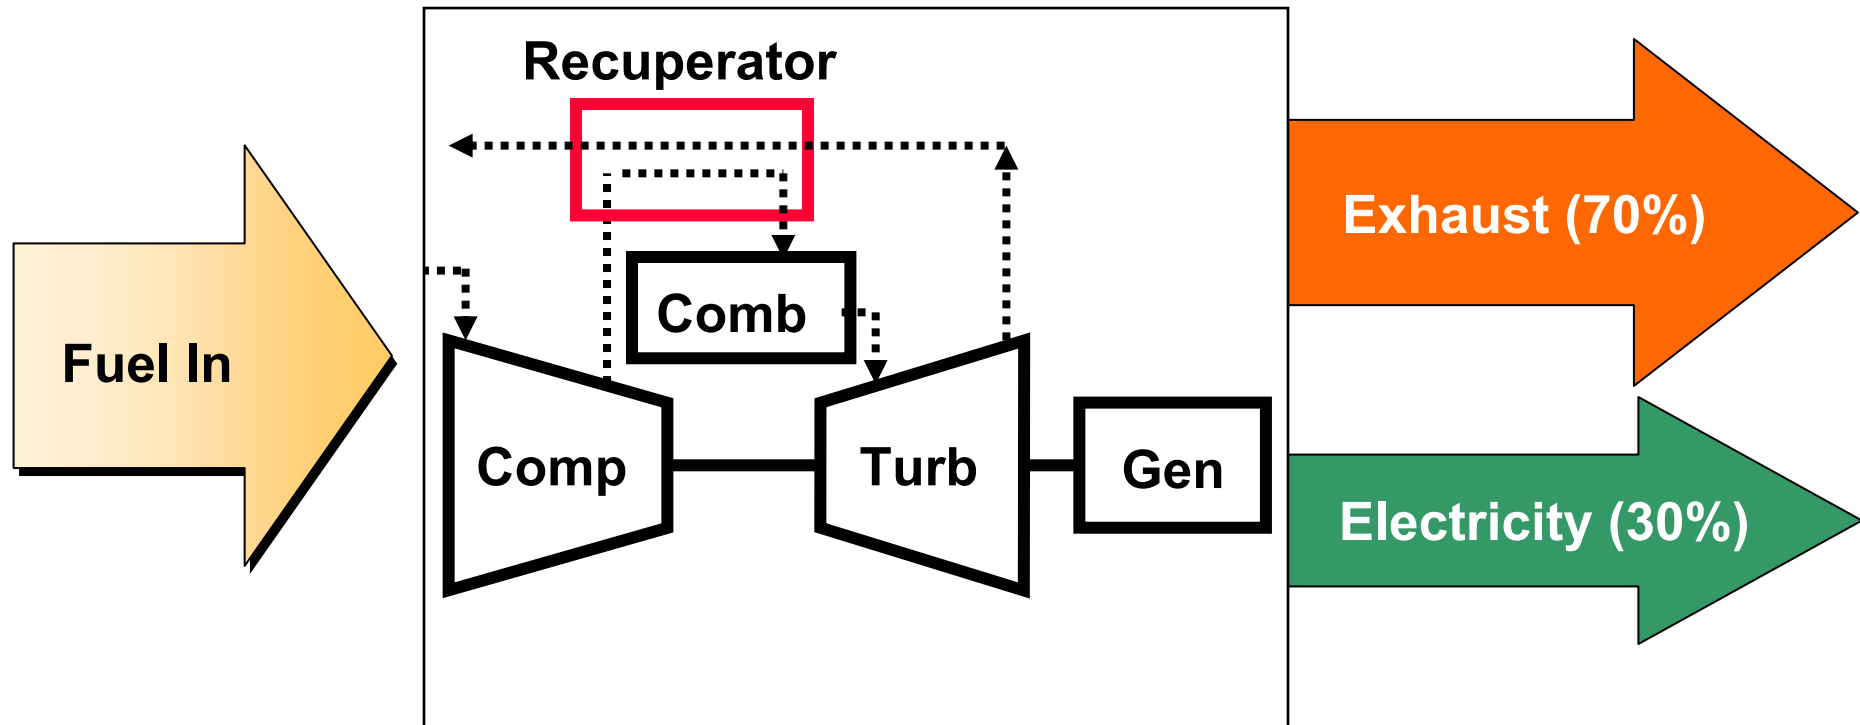 Recuperator
Exhaust (70%)
Comb
Fuel In
Comp
Turb
Gen
Electricity (30%)